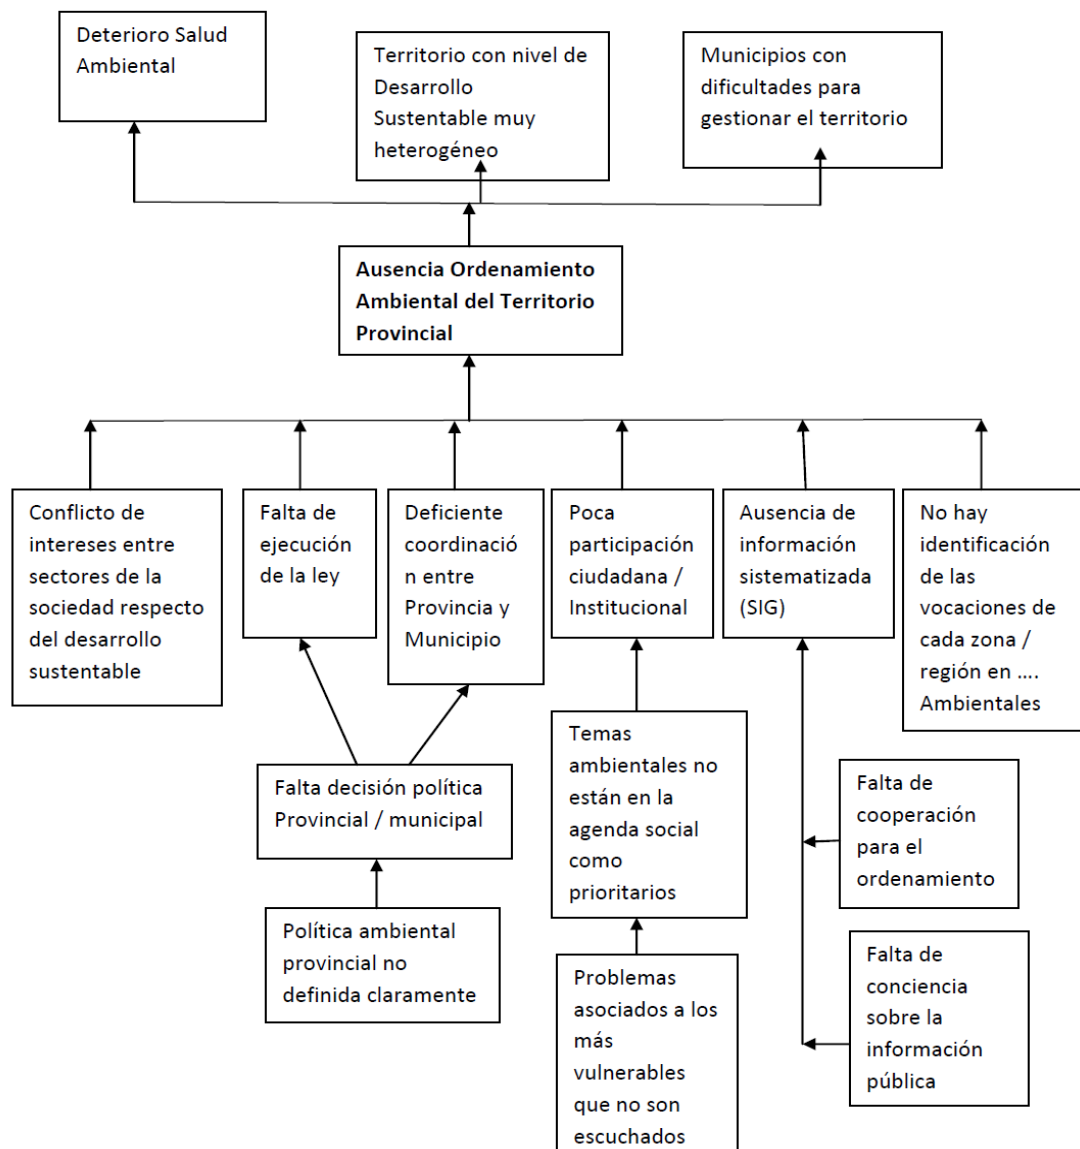 Deterioro Salud
Ambiental
Territorio con nivel de
Desarrollo
Sustentable muy
heterogéneo
Municipios con
dificultades para
gestionar el territorio
Ausencia Ordenamiento
Ambiental del Territorio
Provincial
Conflicto de
intereses entre
sectores de la
sociedad respecto
del desarrollo
sustentable
Falta de
ejecución
de la ley
Deficiente
coordinació
n entre
Provincia y
Municipio
Poca
participación
ciudadana /
Institucional
Ausencia de
información
sistematizada
(SIG)
No hay
identificación
de las
vocaciones de
cada zona /
región en ....
Ambientales
Falta decisión política
Provincial / municipal
Política ambiental
provincial no
definida claramente
Temas
ambientales no
están en la
agenda social
como
prioritarios
Problemas
asociados a los
más
vulnerables
que no son
escuchados
Falta de
cooperación
para el
ordenamiento
Falta de
conciencia
sobre la
información
pública